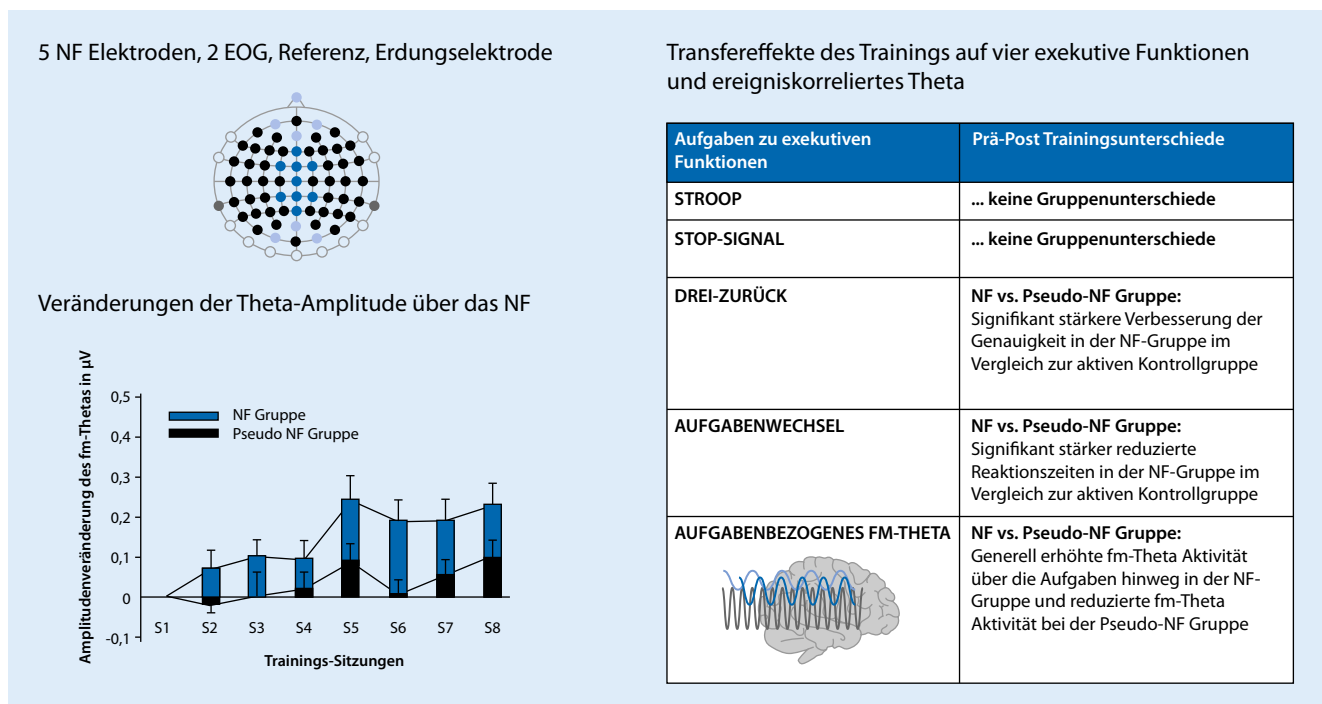 5 NF Elektroden, 2 EOG, Referenz, Erdungselektrode
Veränderungen der Theta-Amplitude über das NF
Amplitudenveränderung des fm-Thetas in µV
0,5
0,4
0,3
0,2
0,1
0
-0,1
NF Gruppe
Pseudo NF Gruppe
S1 S2 S3 S4 S5 S6 S7 S8
Trainings-Sitzungen
Transfereffekte des Trainings auf vier exekutive Funktionen
und ereigniskorreliertes Theta
Aufgaben zu exekutiven
Funktionen
Prä-Post Trainingsunterschiede
STROOP
... keine Gruppenunterschiede
STOP-SIGNAL
... keine Gruppenunterschiede
DREI-ZURÜCK
NF vs. Pseudo-NF Gruppe:
Signifikant stärkere Verbesserung der
Genauigkeit in der NF-Gruppe im
Vergleich zur aktiven Kontrollgruppe
AUFGABENWECHSEL
NF vs. Pseudo-NF Gruppe:
Signifikant stärker reduzierte
Reaktionszeiten in der NF-Gruppe im
Vergleich zur aktiven Kontrollgruppe
AUFGABENBEZOGENES FM-THETA
NF vs. Pseudo-NF Gruppe:
Generell erhöhte fm-Theta Aktivität
über die Aufgaben hinweg in der NF-
Gruppe und reduzierte fm-Theta
Aktivität bei der Pseudo-NF Gruppe